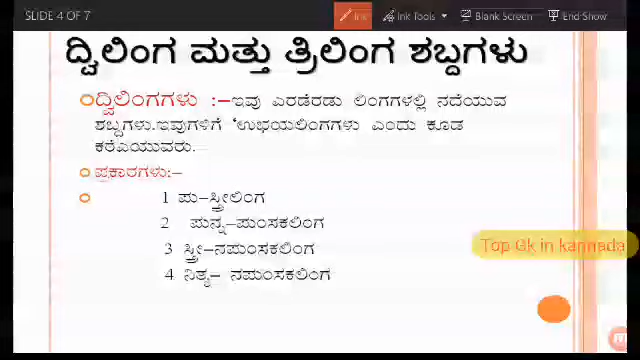 SLIDE 4 OF 7
Ink
Ink Tools
Blank Screen
End Show
ದ್ವಿಲಿಂಗ ಮತ್ತು ತ್ರಿಲಿಂಗ ಶಬ್ದಗಳು
ದ್ವಿಲಿಂಗಗಳು :–ಇವು ಎರಡೆರಡು ಲಿಂಗಗಳಲ್ಲಿ ನಡೆಯುವ
ಶಬ್ದಗಳು.ಇವುಗಳಿಗೆ ‘ಉಭಯಲಿಂಗಗಳು ಎಂದು ಕೂಡ
ಕರೆಎಯುವರು.
ಪ್ರಕಾರಗಳು:–
1 ಪು–ಸ್ತ್ರೀಲಿಂಗ
2 ಪುನ್ನ–ಪುಂಸಕಲಿಂಗ
3 ಸ್ತ್ರೀ–ನಪುಂಸಕಲಿಂಗ
4 ನಿತ್ನ– ನಪುಂಸಕಲಿಂಗ
Top Gk in kannada